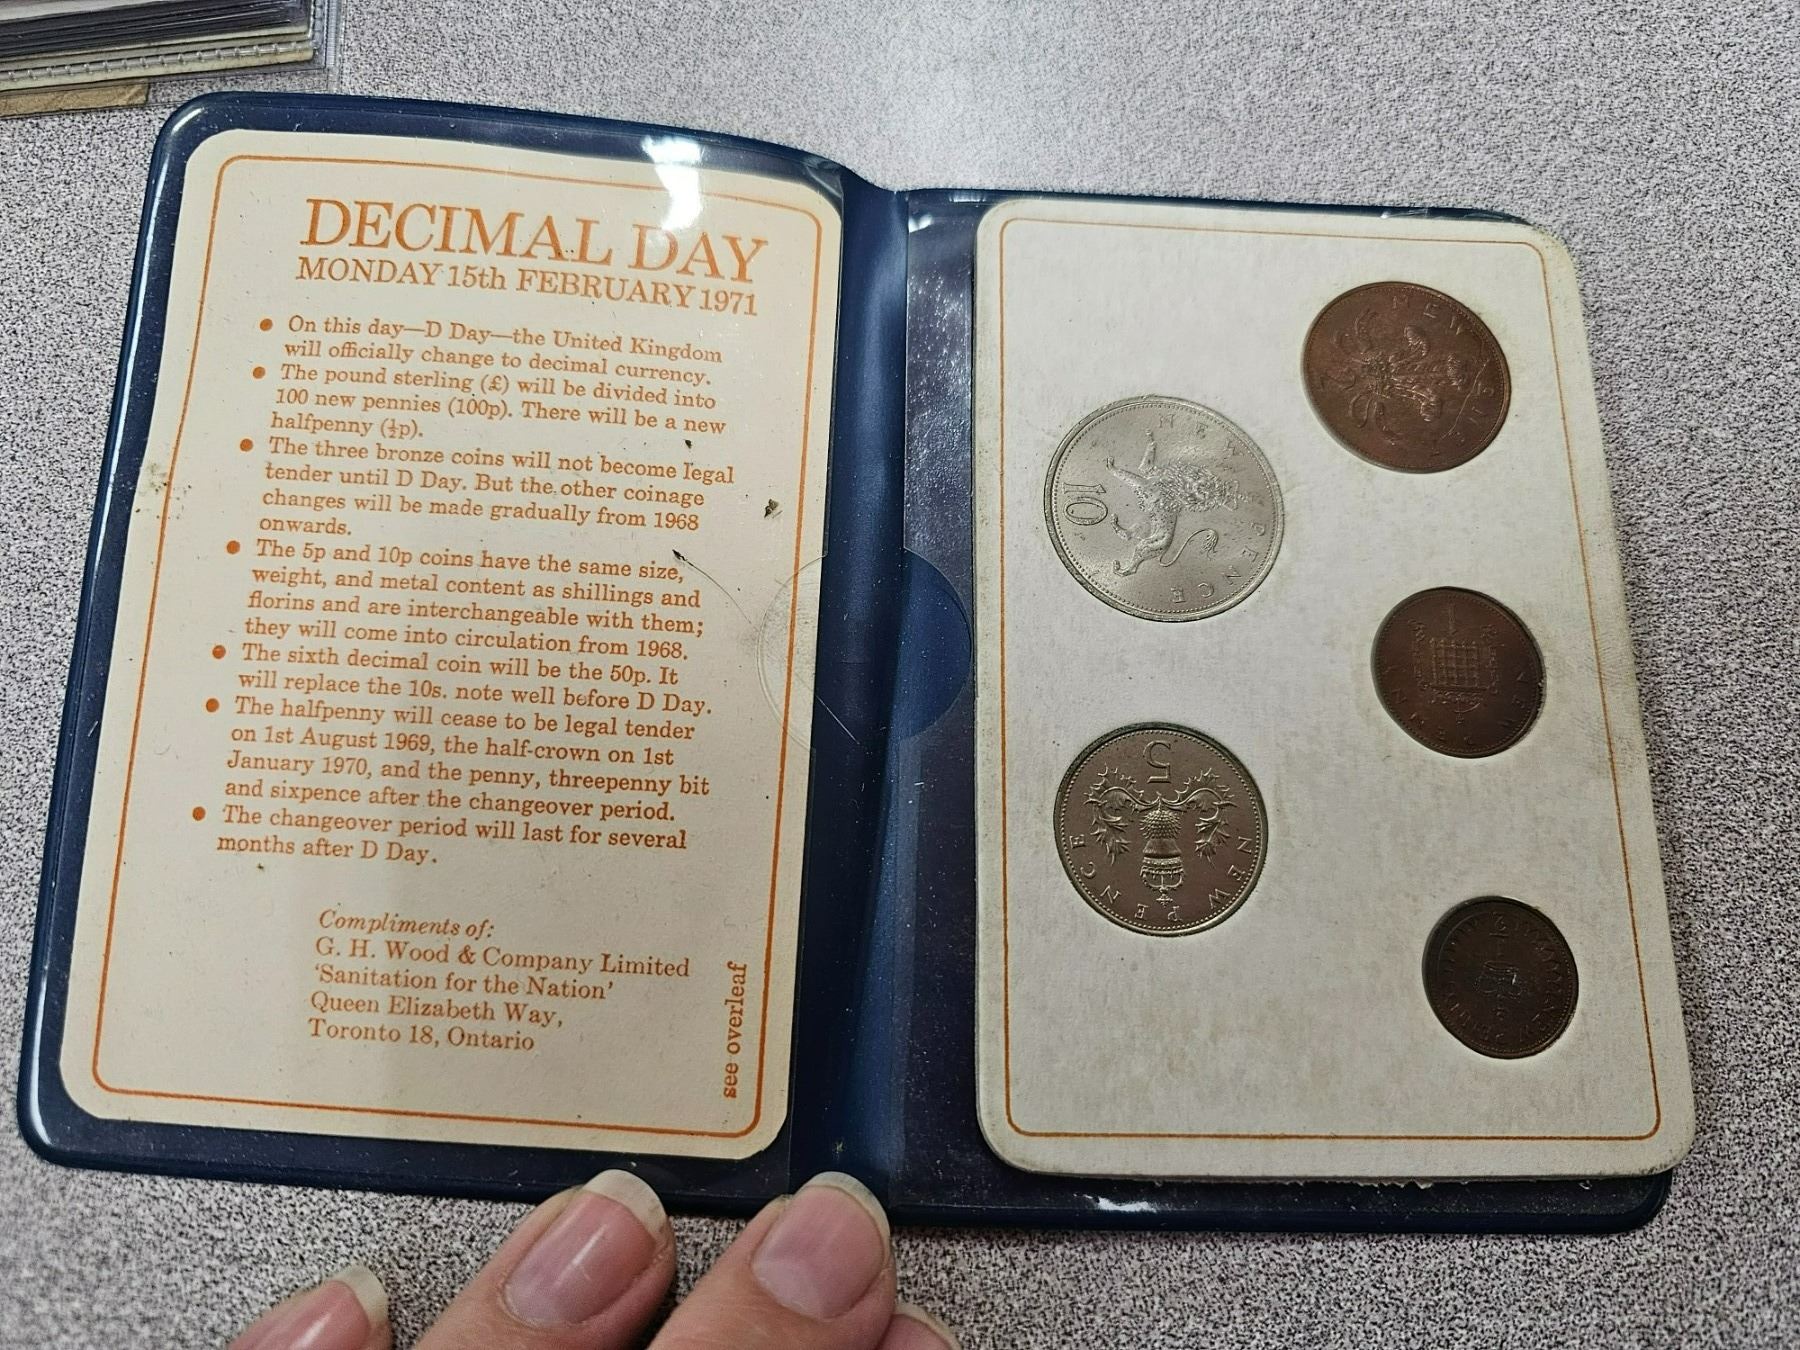 DECIMAL DAY
MONDAY 15th FEBRUARY 1971
• On this day—D Day—the United Kingdom
will officially change to decimal currency.
• The pound sterling (£) will be divided into
100 new pennies (100p). There will be a new
halfpenny (½p).
• The three bronze coins will not become legal
tender until D Day. But the other coinage
changes will be made gradually from 1968
onwards.
• The 5p and 10p coins have the same size,
weight, and metal content as shillings and
florins and are interchangeable with them;
they will come into circulation from 1968.
• The sixth decimal coin will be the 50p. It
will replace the 10s. note well before D Day.
• The halfpenny will cease to be legal tender
on 1st August 1969, the half-crown on 1st
January 1970, and the penny, threepenny bit
and sixpence after the changeover period.
• The changeover period will last for several
months after D Day.
Compliments of:
G. H. Wood & Company Limited
'Sanitation for the Nation'
Queen Elizabeth Way,
Toronto 18, Ontario
see overleaf
NEW
2
NEW PENCE
10
NEW
1
NEW PENCE
5
½
NEW